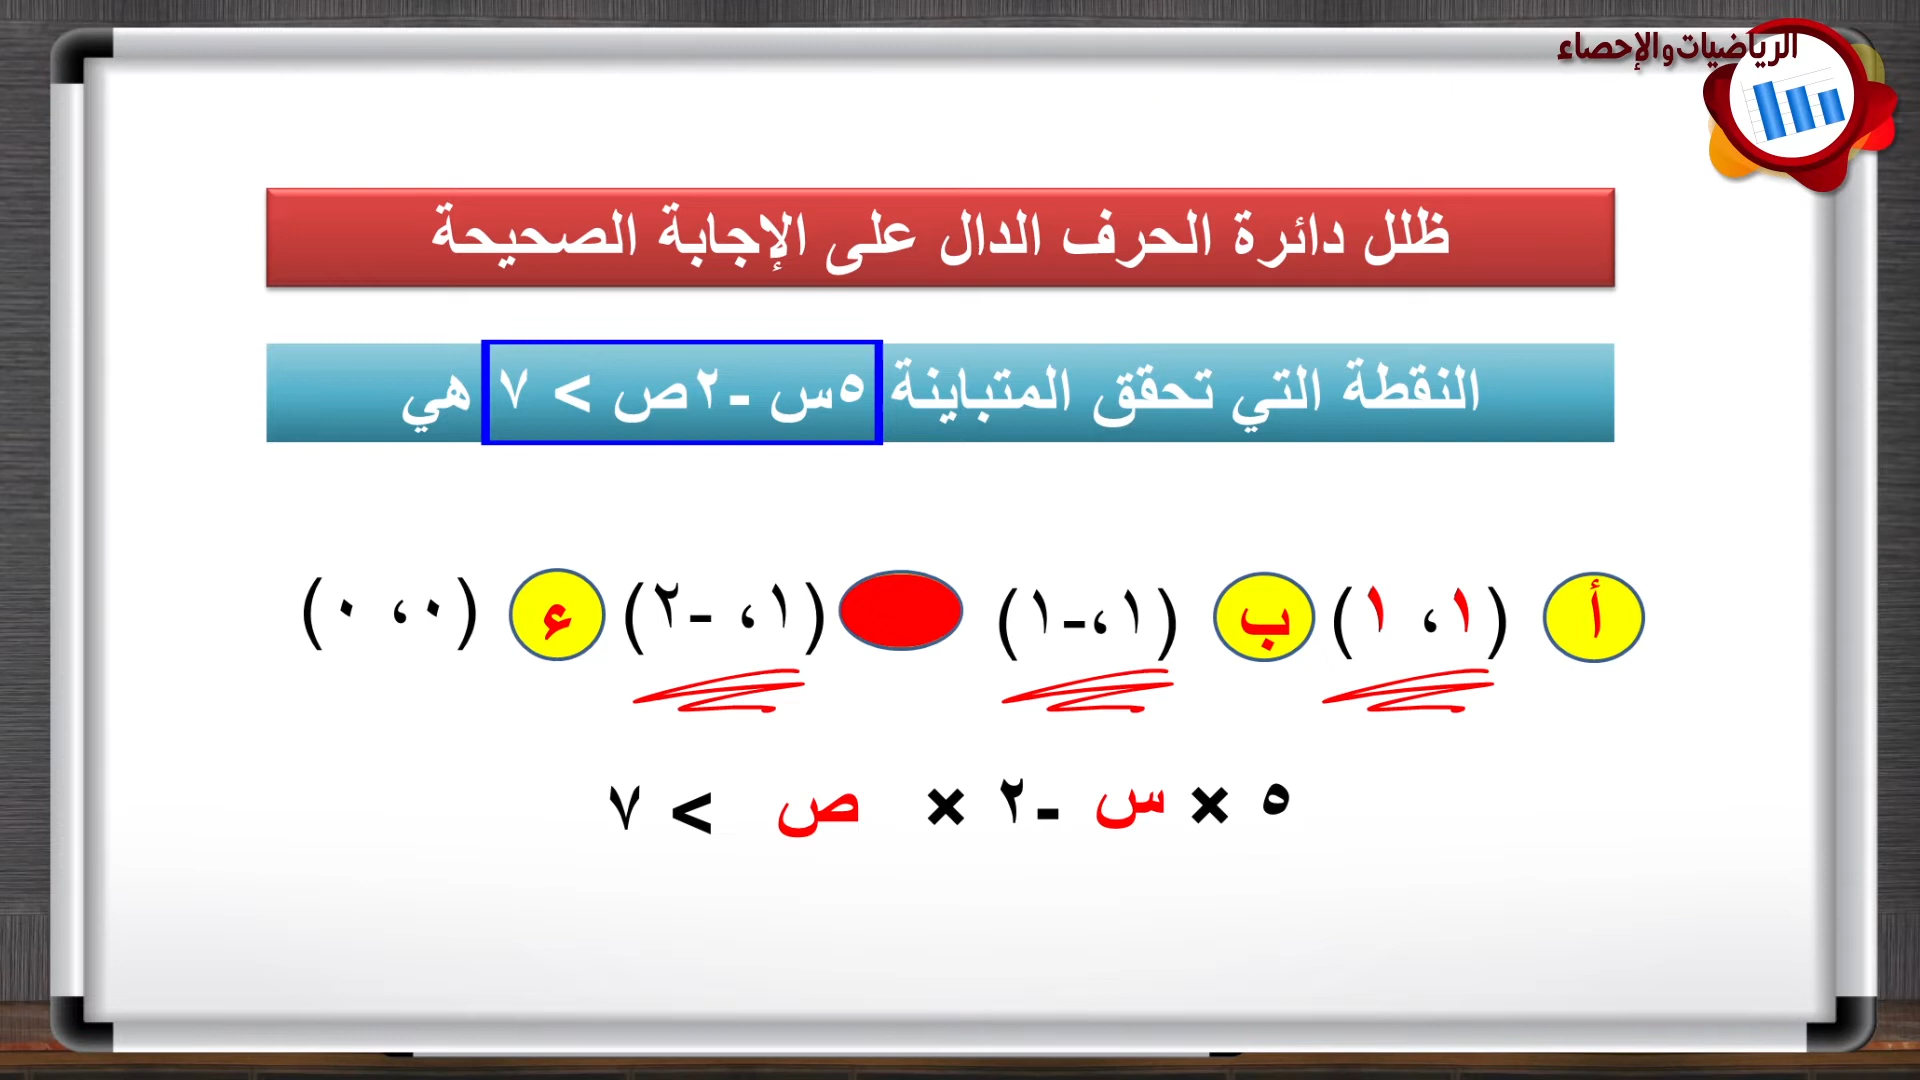 الرياضيات والإحصاء
ظلل دائرة الحرف الدال على الإجابة الصحيحة
النقطة التي تحقق المتباينة ٥س -٢ص > ٧ هي
أ (١، ١) ب (١،-١) (١، -٢) ء (٠، ٠)
٥ × س -٢ × ص > ٧